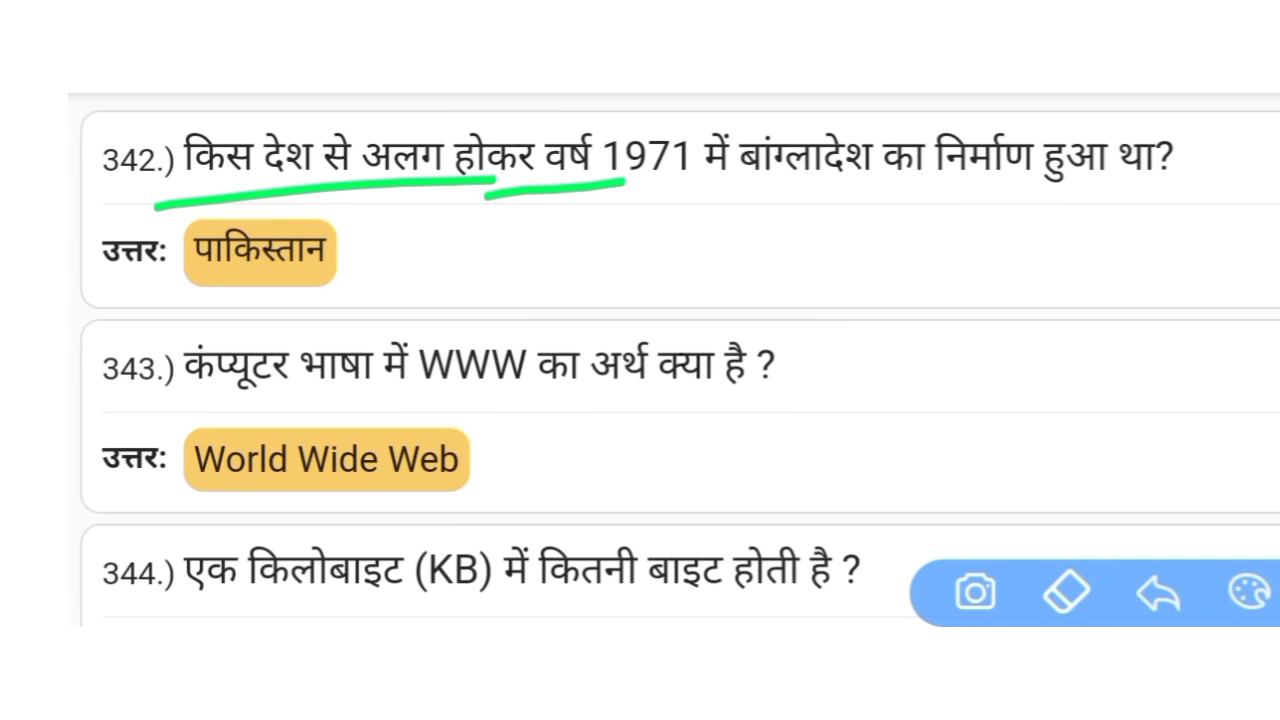 342.) किस देश से अलग होकर वर्ष 1971 में बांग्लादेश का निर्माण हुआ था?
उत्तर: पाकिस्तान
343.) कंप्यूटर भाषा में WWW का अर्थ क्या है ?
उत्तर: World Wide Web
344.) एक किलोबाइट (KB) में कितनी बाइट होती है ?